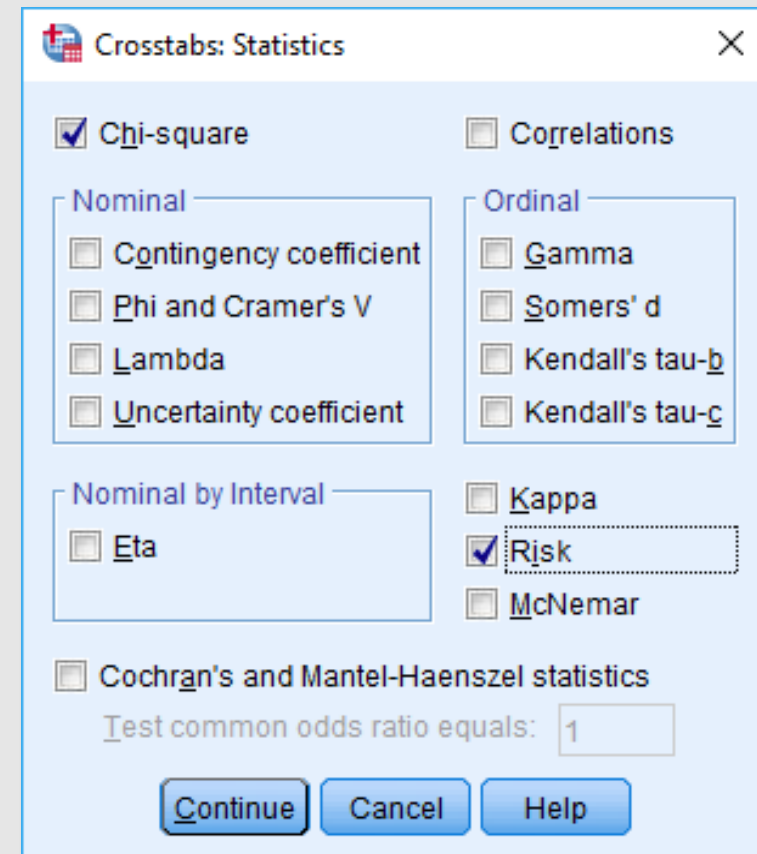 Crosstabs: Statistics
Chi-square
Correlations
Nominal
Contingency coefficient
Phi and Cramer's V
Lambda
Uncertainty coefficient
Ordinal
Gamma
Somers' d
Kendall's tau-b
Kendall's tau-c
Nominal by Interval
Eta
Kappa
Risk
McNemar
Cochran's and Mantel-Haenszel statistics
Test common odds ratio equals: 1
Continue
Cancel
Help